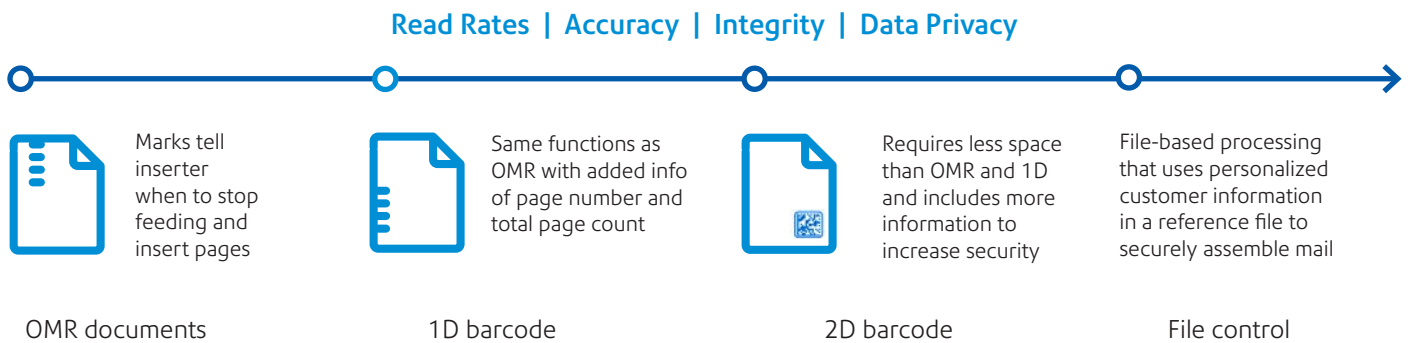 Read Rates | Accuracy | Integrity | Data Privacy
Marks tell
inserter
when to stop
feeding and
insert pages
Same functions as
OMR with added info
of page number and
total page count
Requires less space
than OMR and 1D
and includes more
information to
increase security
File-based processing
that uses personalized
customer information
in a reference file to
securely assemble mail
OMR documents
1D barcode
2D barcode
File control